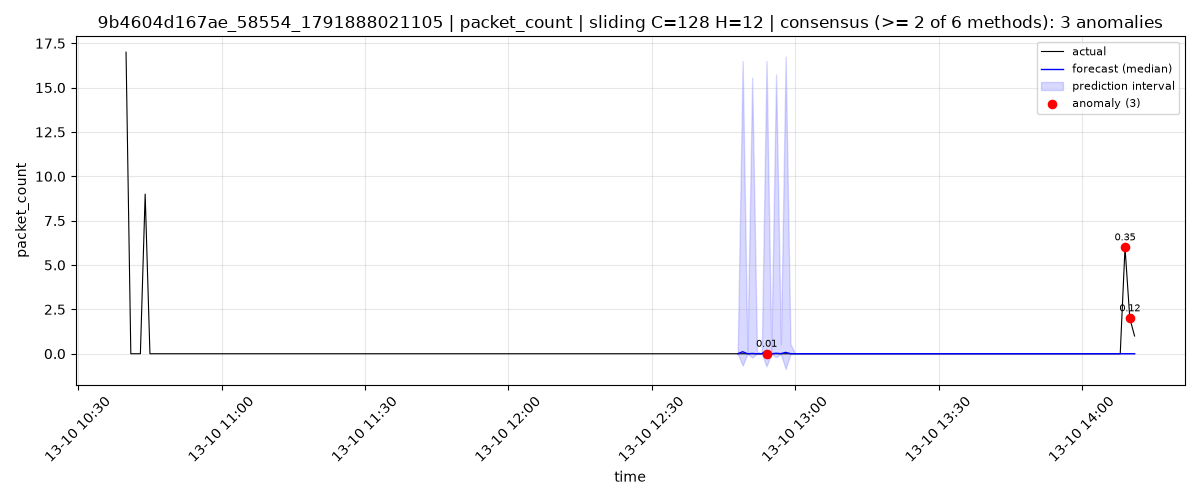 9b4604d167ae_58554_1791888021105 | packet_count | sliding C=128 H=12 | consensus (>= 2 of 6 methods): 3 anomalies
actual
forecast (median)
prediction interval
anomaly (3)
packet_count
17.5
15.0
12.5
10.0
7.5
5.0
2.5
0.0
0.01
0.35
0.12
13-10 10:30
13-10 11:00
13-10 11:30
13-10 12:00
13-10 12:30
13-10 13:00
13-10 13:30
13-10 14:00
time